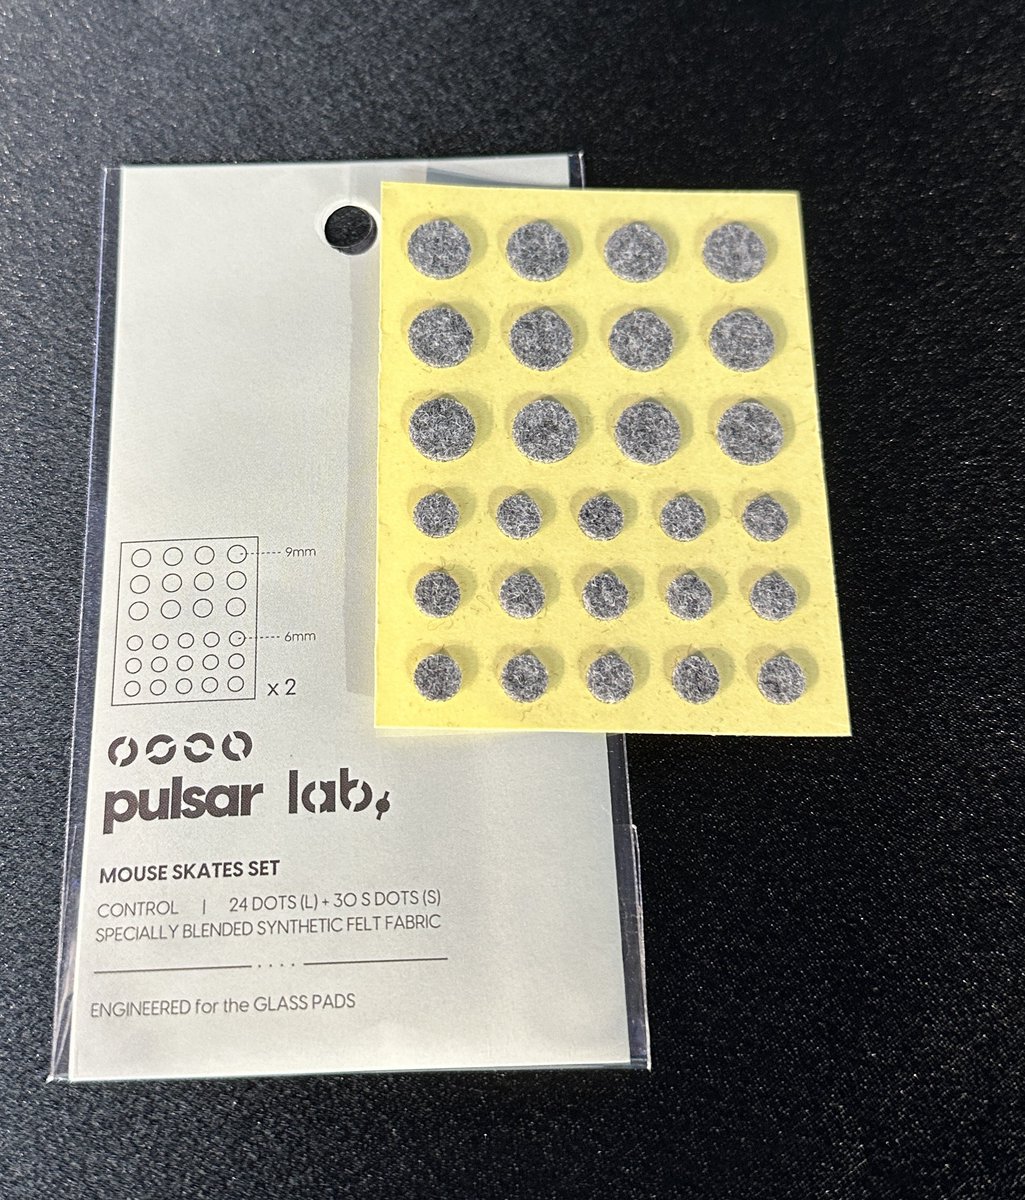 9mm
6mm
x 2
pulsar lab,
MOUSE SKATES SET
CONTROL | 24 DOTS (L) + 30 S DOTS (S)
SPECIALLY BLENDED SYNTHETIC FELT FABRIC
ENGINEERED for the GLASS PADS